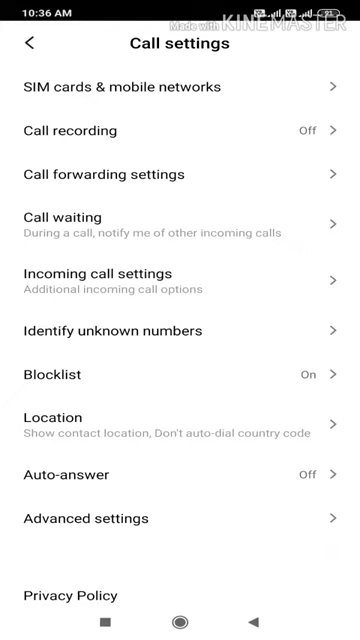 10:36 AM
91
Made with KINEMASTER
Call settings
SIM cards & mobile networks
Call recording Off
Call forwarding settings
Call waiting
During a call, notify me of other incoming calls
Incoming call settings
Additional incoming call options
Identify unknown numbers
Blocklist On
Location
Show contact location, Don't auto-dial country code
Auto-answer Off
Advanced settings
Privacy Policy